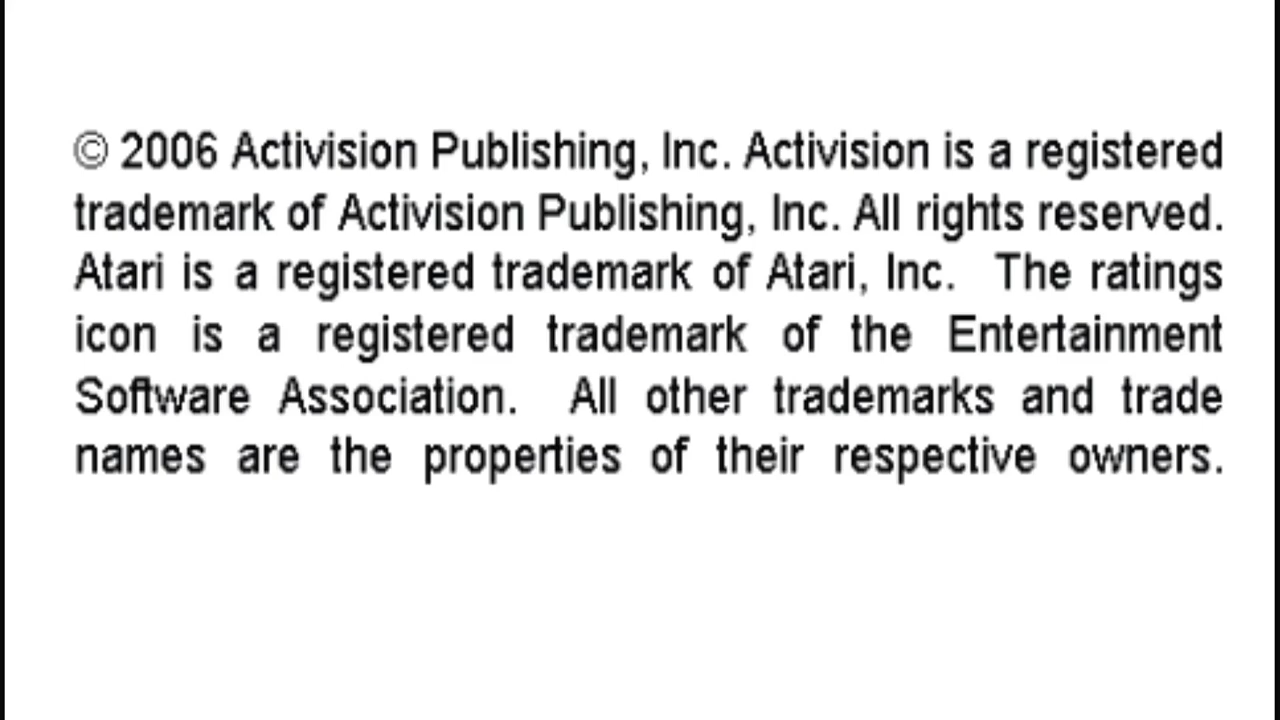 © 2006 Activision Publishing, Inc. Activision is a registered
trademark of Activision Publishing, Inc. All rights reserved.
Atari is a registered trademark of Atari, Inc.  The ratings
icon is a registered trademark of the Entertainment
Software Association.  All other trademarks and trade
names are the properties of their respective owners.